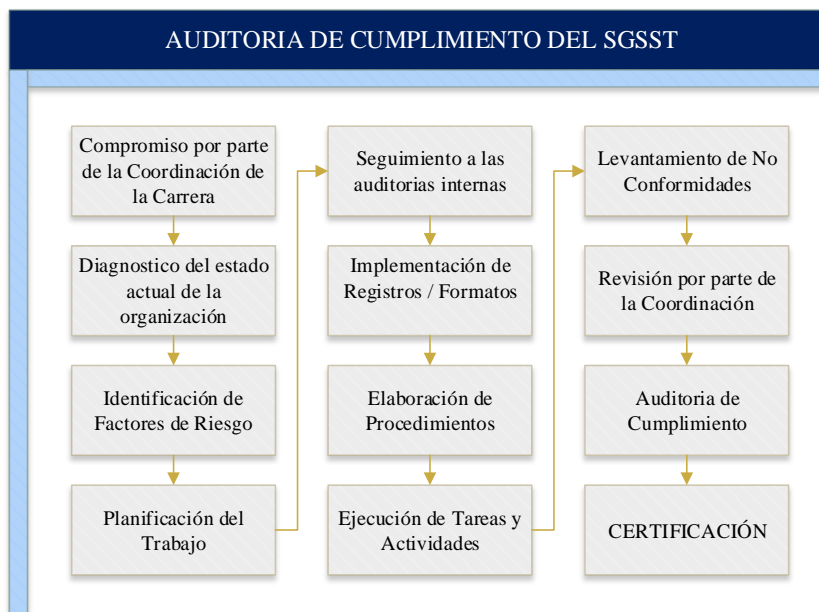 AUDITORIA DE CUMPLIMIENTO DEL SGSST
Compromiso por parte
de la Coordinación de
la Carrera
Diagnostico del estado
actual de la
organización
Identificación de
Factores de Riesgo
Planificación del
Trabajo
Seguimiento a las
auditorias internas
Implementación de
Registros / Formatos
Elaboración de
Procedimientos
Ejecución de Tareas y
Actividades
Levantamiento de No
Conformidades
Revisión por parte de
la Coordinación
Auditoria de
Cumplimiento
CERTIFICACIÓN